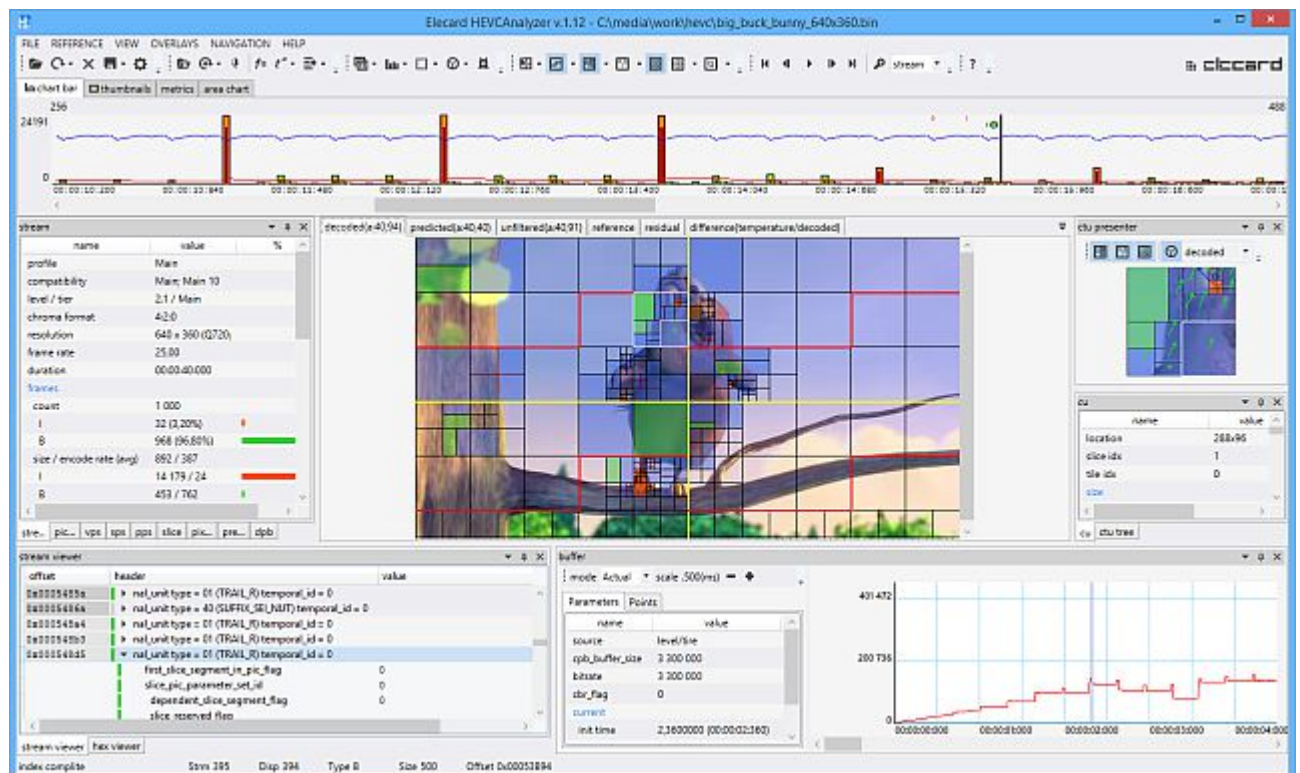 Elecard HEVCAnalyzer v.1.12 - C:\media\work\hevc\big_buck_bunny_640x360.bin
FILE REFERENCE VIEW OVERLAYS NAVIGATION HELP
stream
?
elecard
chart bar thumbnails metrics area chart
256 488
24191
0
00:00:10:200 00:00:10:840 00:00:11:480 00:00:12:120 00:00:12:760 00:00:13:400 00:00:14:040 00:00:14:680 00:00:15:320 00:00:15:960 00:00:16:600
stream
name value %
profile Main
compatibility Main; Main 10
level / tier 2.1 / Main
chroma format 4:2:0
resolution 640 x 360 (Q720)
frame rate 25.00
duration 00:00:40:000
frames
count 1 000
I 32 (3,20%)
B 968 (96,80%)
size / encode rate (avg) 892 / 387
I 14 179 / 24
B 453 / 762
stre... pic... vps sps pps slice pic... pre... dpb
decoded(a:40,94) predicted(a:40,40) unfiltered(a:40,91) reference residual difference(temperature/decoded)
ctu presenter
decoded
cu
name value
location 288x96
slice idx 1
tile idx 0
size
cu ctu tree
stream viewer
offset header value
nal_unit type = 01 (TRAIL_R) temporal_id = 0
nal_unit type = 40 (SUFFIX_SEI_NUT) temporal_id = 0
nal_unit type = 01 (TRAIL_R) temporal_id = 0
nal_unit type = 01 (TRAIL_R) temporal_id = 0
nal_unit type = 01 (TRAIL_R) temporal_id = 0
first_slice_segment_in_pic_flag 0
slice_pic_parameter_set_id 0
dependent_slice_segment_flag 0
slice_reserved_flag
stream viewer hex viewer
buffer
mode Actual scale .500(ms)
Parameters Points
name value
source level/tire
cpb_buffer_size 3 300 000
bitrate 3 300 000
cbr_flag 0
current
init time 2,3600000 (00:00:02:360)
401 472
200 736
0
00:00:00:000 00:00:01:000 00:00:02:000 00:00:03:000 00:00:04:000
index complite Strm 395 Disp 394 Type B Size 500 Offset 0x00053894